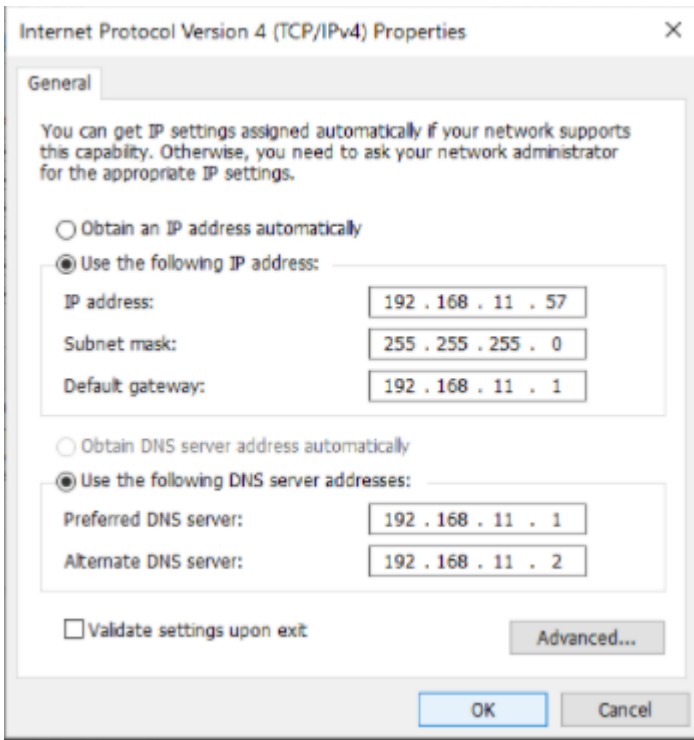 Internet Protocol Version 4 (TCP/IPv4) Properties
General
You can get IP settings assigned automatically if your network supports
this capability. Otherwise, you need to ask your network administrator
for the appropriate IP settings.
Obtain an IP address automatically
Use the following IP address:
IP address: 192 . 168 . 11 . 57
Subnet mask: 255 . 255 . 255 . 0
Default gateway: 192 . 168 . 11 . 1
Obtain DNS server address automatically
Use the following DNS server addresses:
Preferred DNS server: 192 . 168 . 11 . 1
Alternate DNS server: 192 . 168 . 11 . 2
Validate settings upon exit
Advanced...
OK Cancel